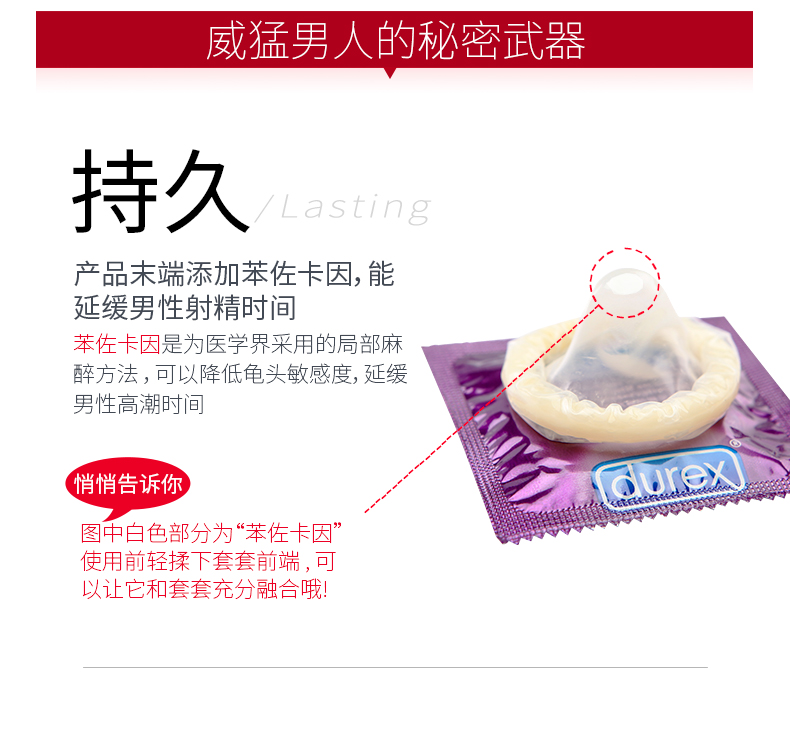 威猛男人的秘密武器
持久/Lasting
产品末端添加苯佐卡因，能
延缓男性射精时间
苯佐卡因是为医学界采用的局部麻
醉方法，可以降低龟头敏感度，延缓
男性高潮时间
悄悄告诉你
图中白色部分为“苯佐卡因”
使用前轻揉下套套前端，可
以让它和套套充分融合哦！
durex®